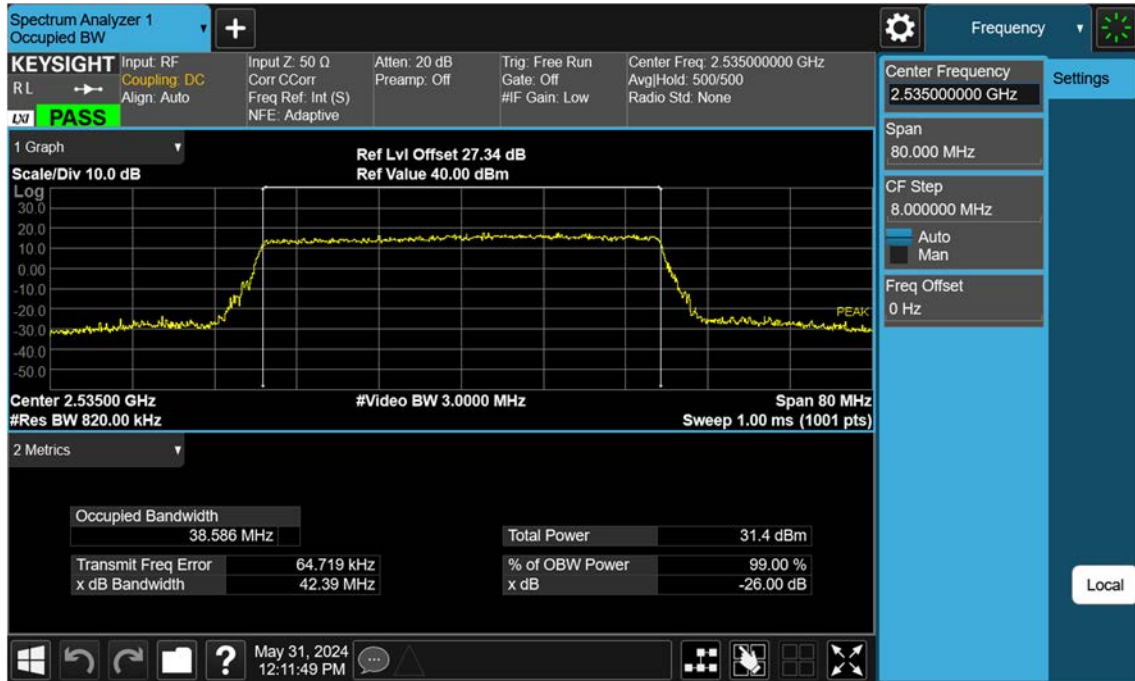 Spectrum Analyzer 1
Occupied BW
+
Frequency
KEYSIGHT
R L
LXI PASS
Input: RF
Coupling: DC
Align: Auto
Input Z: 50 Ω
Corr CCorr
Freq Ref: Int (S)
NFE: Adaptive
Atten: 20 dB
Preamp: Off
Trig: Free Run
Gate: Off
#IF Gain: Low
Center Freq: 2.535000000 GHz
Avg|Hold: 500/500
Radio Std: None
1 Graph
Scale/Div 10.0 dB
Ref Lvl Offset 27.34 dB
Ref Value 40.00 dBm
Log
30.0
20.0
10.0
0.00
-10.0
-20.0
-30.0
-40.0
-50.0
PEAK
Center 2.53500 GHz
#Video BW 3.0000 MHz
Span 80 MHz
#Res BW 820.00 kHz
Sweep 1.00 ms (1001 pts)
2 Metrics
Occupied Bandwidth
38.586 MHz
Total Power 31.4 dBm
Transmit Freq Error 64.719 kHz
% of OBW Power 99.00 %
x dB Bandwidth 42.39 MHz
x dB -26.00 dB
Center Frequency
2.535000000 GHz
Settings
Span
80.000 MHz
CF Step
8.000000 MHz
Auto
Man
Freq Offset
0 Hz
Local
?
May 31, 2024
12:11:49 PM